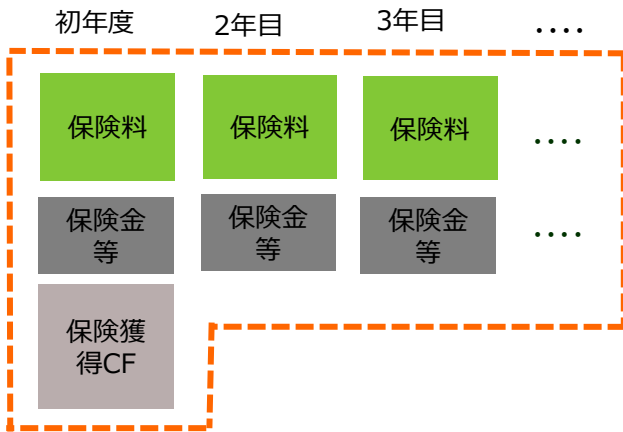 初年度 2年目 3年目 ....
保険料 保険料 保険料 ....
保険金 保険金 保険金 ....
等 等 等
保険獲
得CF